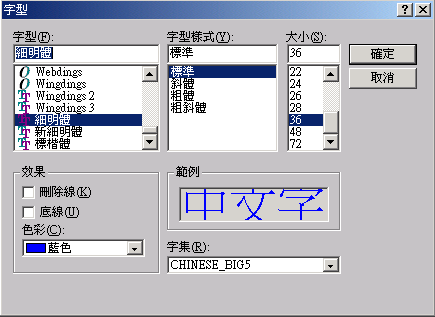 字型
字型(F):
字型樣式(Y):
大小(S):
細明體
標準
36
確定
取消
Webdings
Wingdings
Wingdings 2
Wingdings 3
細明體
新細明體
標楷體
標準
斜體
粗體
粗斜體
22
24
26
28
36
48
72
效果
刪除線(K)
底線(U)
色彩(C):
藍色
範例
中文字
字集(R):
CHINESE_BIG5